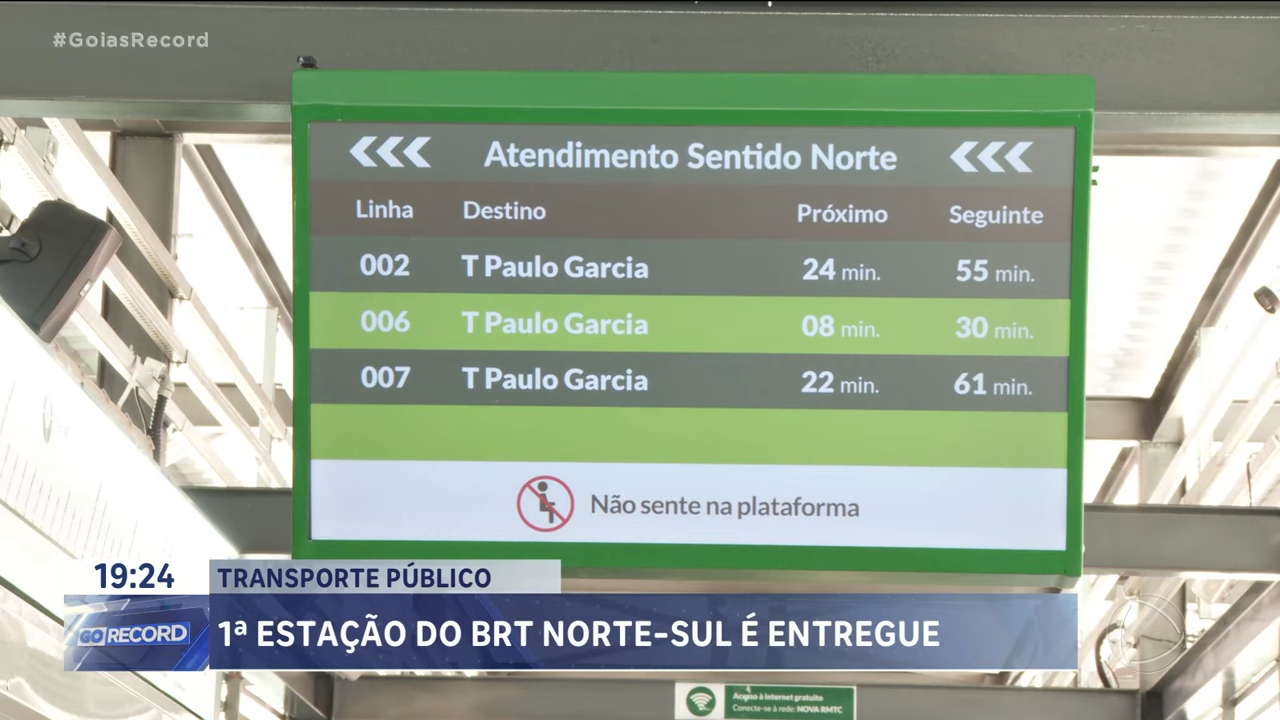 #GoiasRecord
Atendimento Sentido Norte
Linha Destino Próximo Seguinte
002 T Paulo Garcia 24 min. 55 min.
006 T Paulo Garcia 08 min. 30 min.
007 T Paulo Garcia 22 min. 61 min.
Não sente na plataforma
19:24 TRANSPORTE PÚBLICO
GO RECORD 1ª ESTAÇÃO DO BRT NORTE-SUL É ENTREGUE
Acesso à Internet gratuito
Conecte-se à rede: NOVA RMTC